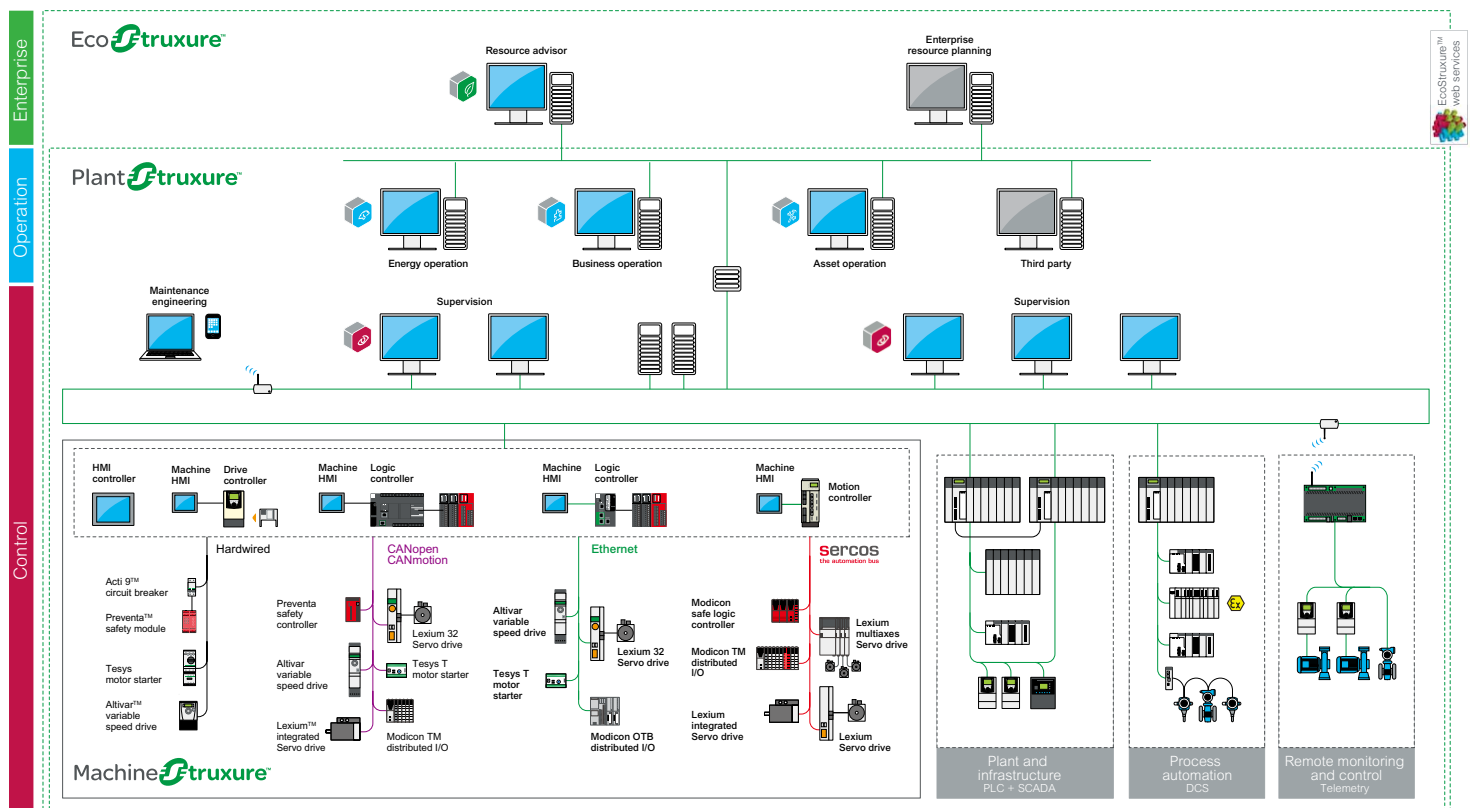 Enterprise
EcoStruxure™
Resource advisor
Enterprise
resource planning
EcoStruxure™
web services
Operation
PlantStruxure™
Energy operation
Business operation
Asset operation
Third party
Control
Maintenance
engineering
Supervision
Supervision
HMI
controller
Machine
HMI
Drive
controller
Machine
HMI
Logic
controller
Machine
HMI
Logic
controller
Machine
HMI
Motion
controller
Hardwired
CANopen
CANmotion
Ethernet
sercos
the automation bus
Acti 9™
circuit breaker
Preventa™
safety module
Tesys
motor starter
Altivar™
variable
speed drive
Preventa
safety
controller
Lexium 32
Servo drive
Altivar
variable
speed drive
Tesys T
motor starter
Lexium™
integrated
Servo drive
Modicon TM
distributed I/O
Altivar
variable
speed drive
Lexium 32
Servo drive
Tesys T
motor
starter
Modicon OTB
distributed I/O
Modicon
safe logic
controller
Lexium
multiaxes
Servo drive
Modicon TM
distributed
I/O
Lexium
integrated
Servo drive
Lexium
Servo drive
Ex
MachineStruxure™
Plant and
infrastructure
PLC + SCADA
Process
automation
DCS
Remote monitoring
and control
Telemetry